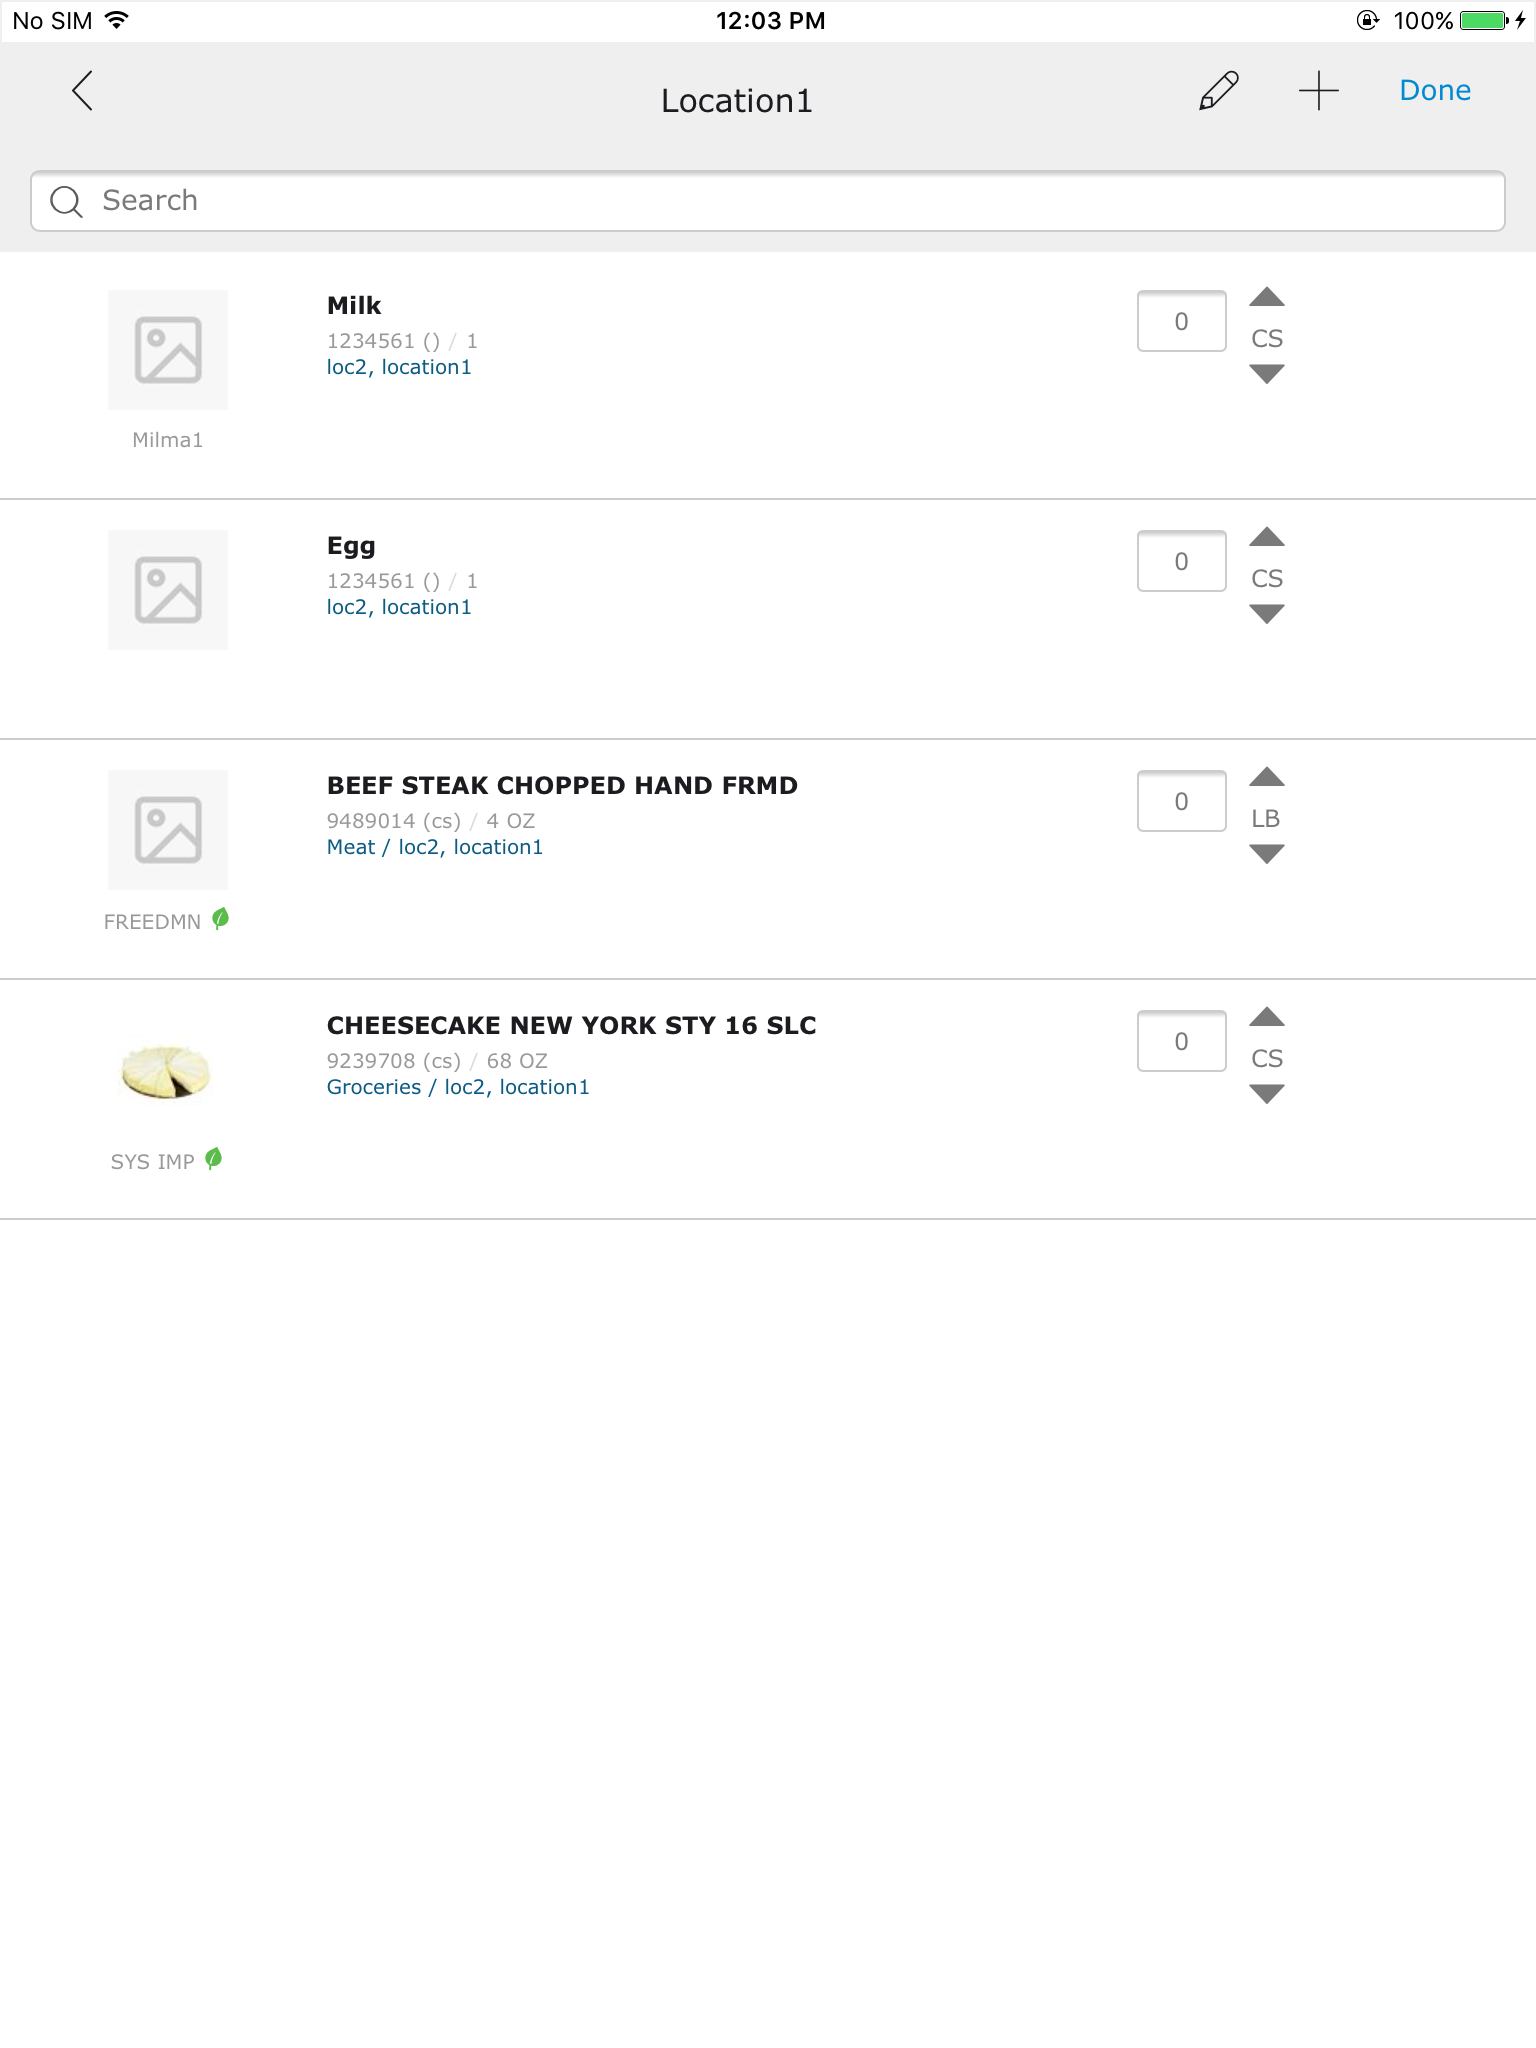 No SIM 12:03 PM 100%
Location1 Done
Search
Milk
1234561 () / 1
loc2, location1
0
CS
Milma1
Egg
1234561 () / 1
loc2, location1
0
CS
BEEF STEAK CHOPPED HAND FRMD
9489014 (cs) / 4 OZ
Meat / loc2, location1
0
LB
FREEDMN
CHEESECAKE NEW YORK STY 16 SLC
9239708 (cs) / 68 OZ
Groceries / loc2, location1
0
CS
SYS IMP